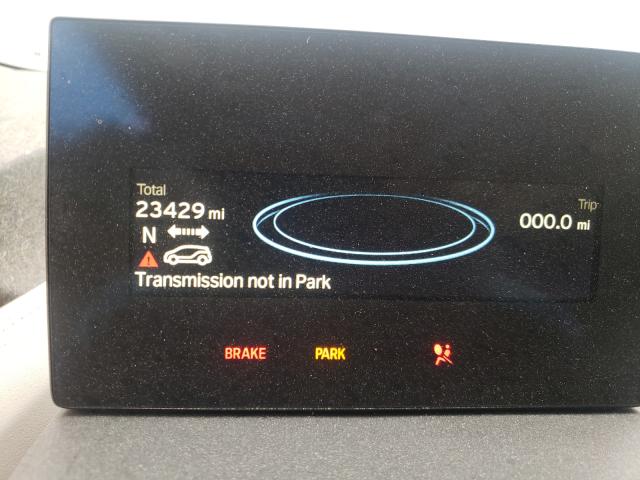 Total
23429 mi
Trip
000.0 mi
N
Transmission not in Park
BRAKE PARK